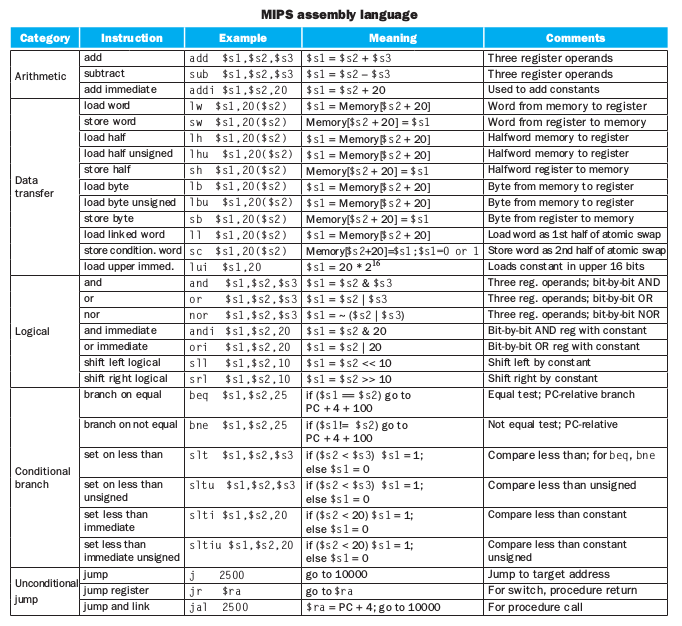 MIPS assembly language
Category Instruction Example Meaning Comments
Arithmetic
add add $s1,$s2,$s3 $s1 = $s2 + $s3 Three register operands
subtract sub $s1,$s2,$s3 $s1 = $s2 – $s3 Three register operands
add immediate addi $s1,$s2,20 $s1 = $s2 + 20 Used to add constants
Data transfer
load word lw $s1,20($s2) $s1 = Memory[$s2 + 20] Word from memory to register
store word sw $s1,20($s2) Memory[$s2 + 20] = $s1 Word from register to memory
load half lh $s1,20($s2) $s1 = Memory[$s2 + 20] Halfword memory to register
load half unsigned lhu $s1,20($s2) $s1 = Memory[$s2 + 20] Halfword memory to register
store half sh $s1,20($s2) Memory[$s2 + 20] = $s1 Halfword register to memory
load byte lb $s1,20($s2) $s1 = Memory[$s2 + 20] Byte from memory to register
load byte unsigned lbu $s1,20($s2) $s1 = Memory[$s2 + 20] Byte from memory to register
store byte sb $s1,20($s2) Memory[$s2 + 20] = $s1 Byte from register to memory
load linked word ll $s1,20($s2) $s1 = Memory[$s2 + 20] Load word as 1st half of atomic swap
store condition. word sc $s1,20($s2) Memory[$s2+20]=$s1;$s1=0 or 1 Store word as 2nd half of atomic swap
load upper immed. lui $s1,20 $s1 = 20 * 2¹⁶ Loads constant in upper 16 bits
Logical
and and $s1,$s2,$s3 $s1 = $s2 & $s3 Three reg. operands; bit-by-bit AND
or or $s1,$s2,$s3 $s1 = $s2 | $s3 Three reg. operands; bit-by-bit OR
nor nor $s1,$s2,$s3 $s1 = ~ ($s2 | $s3) Three reg. operands; bit-by-bit NOR
and immediate andi $s1,$s2,20 $s1 = $s2 & 20 Bit-by-bit AND reg with constant
or immediate ori $s1,$s2,20 $s1 = $s2 | 20 Bit-by-bit OR reg with constant
shift left logical sll $s1,$s2,10 $s1 = $s2 << 10 Shift left by constant
shift right logical srl $s1,$s2,10 $s1 = $s2 >> 10 Shift right by constant
Conditional branch
branch on equal beq $s1,$s2,25 if ($s1 == $s2) go to Equal test; PC-relative branch
PC + 4 + 100
branch on not equal bne $s1,$s2,25 if ($s1!= $s2) go to Not equal test; PC-relative
PC + 4 + 100
set on less than slt $s1,$s2,$s3 if ($s2 < $s3) $s1 = 1; Compare less than; for beq, bne
else $s1 = 0
set on less than sltu $s1,$s2,$s3 if ($s2 < $s3) $s1 = 1; Compare less than unsigned
unsigned else $s1 = 0
set less than slti $s1,$s2,20 if ($s2 < 20) $s1 = 1; Compare less than constant
immediate else $s1 = 0
set less than sltiu $s1,$s2,20 if ($s2 < 20) $s1 = 1; Compare less than constant
immediate unsigned else $s1 = 0 unsigned
Unconditional jump
jump j 2500 go to 10000 Jump to target address
jump register jr $ra go to $ra For switch, procedure return
jump and link jal 2500 $ra = PC + 4; go to 10000 For procedure call